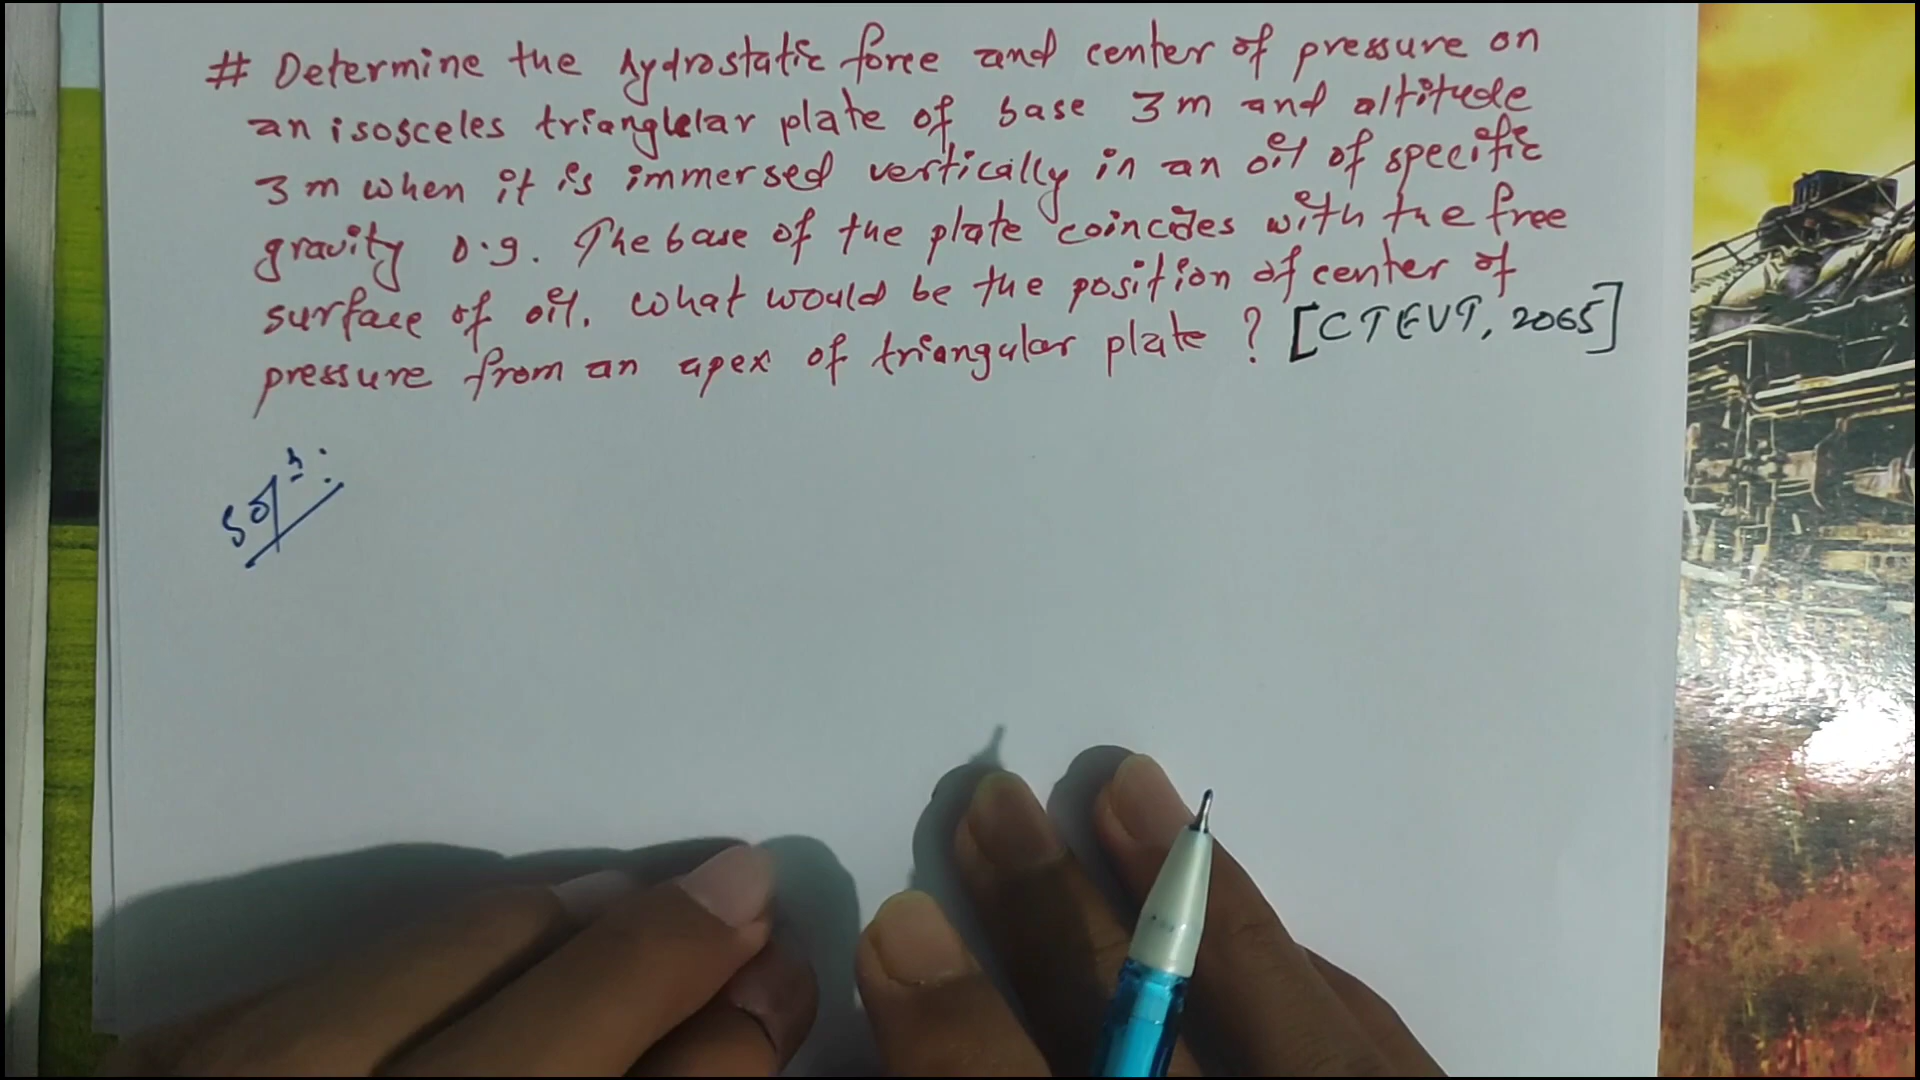 # Determine the hydrostatic force and center of pressure on
an isosceles triangular plate of base 3m and altitude
3m when it is immersed vertically in an oil of specific
gravity 0.9. The base of the plate coincides with the free
surface of oil. What would be the position of center of
pressure from an apex of triangular plate ? [CTEVT, 2065]
Solⁿ: